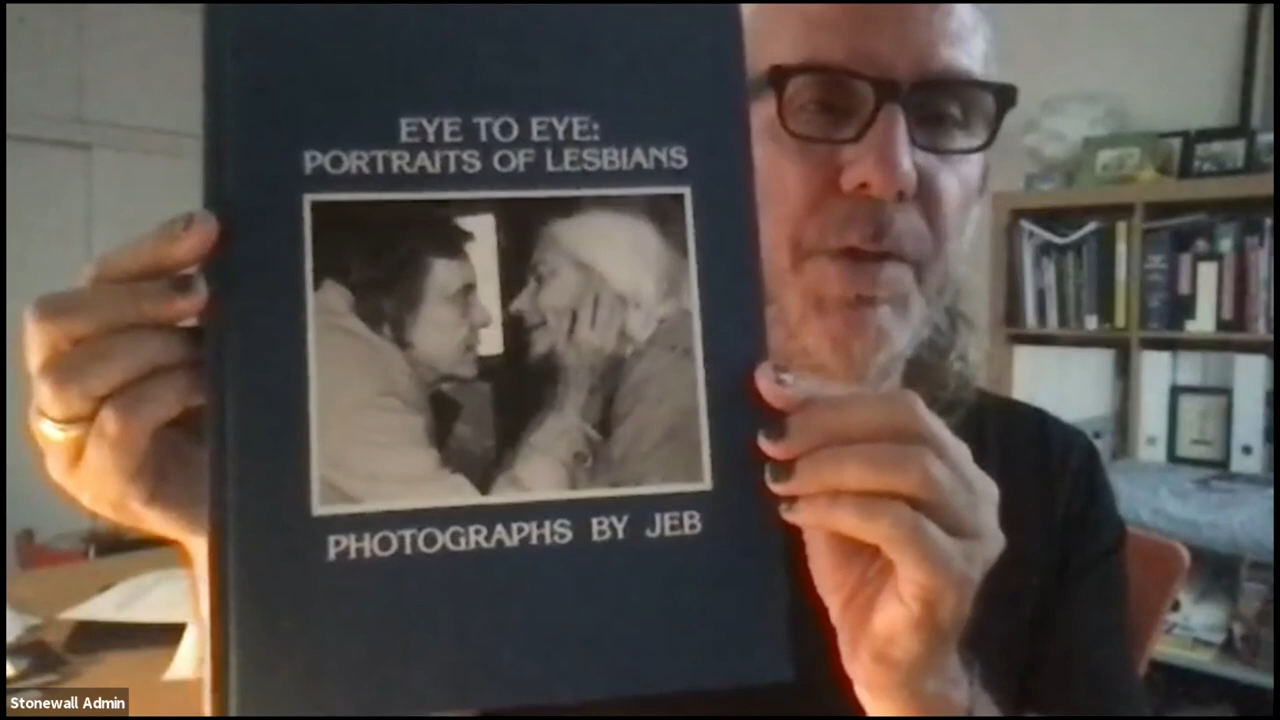 EYE TO EYE:
PORTRAITS OF LESBIANS
PHOTOGRAPHS BY JEB
Stonewall Admin